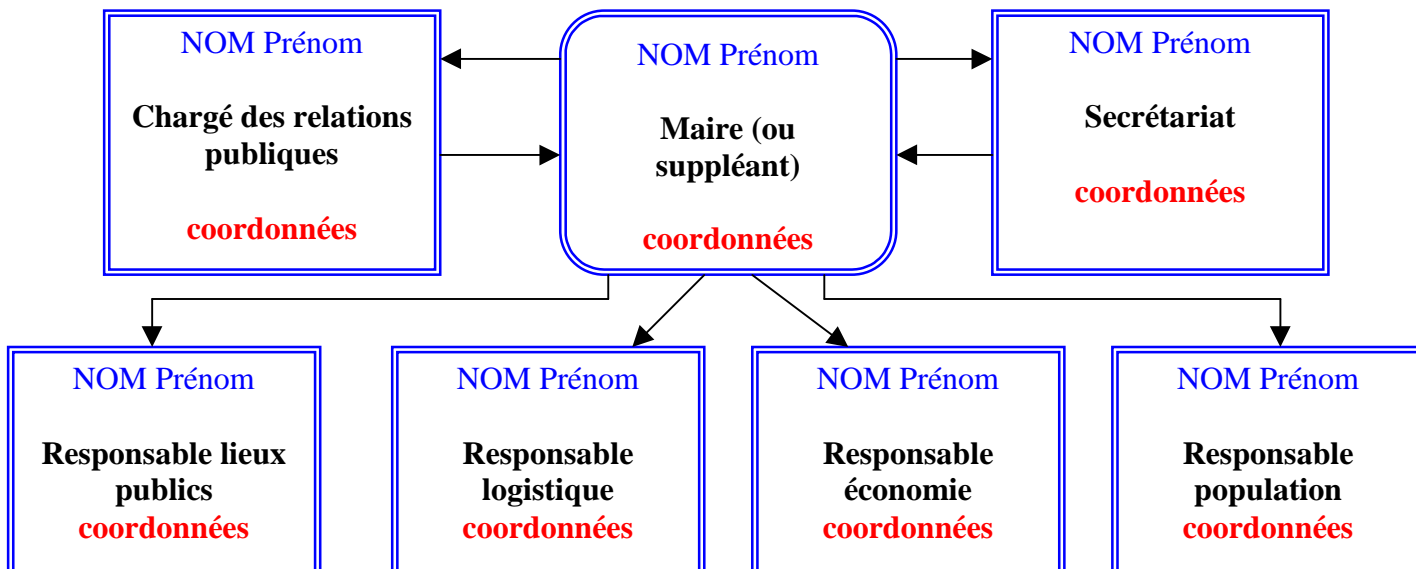 NOM Prénom
Chargé des relations
publiques
coordonnées
NOM Prénom
Maire (ou
suppléant)
coordonnées
NOM Prénom
Secrétariat
coordonnées
NOM Prénom
Responsable lieux
publics
coordonnées
NOM Prénom
Responsable
logistique
coordonnées
NOM Prénom
Responsable
économie
coordonnées
NOM Prénom
Responsable
population
coordonnées